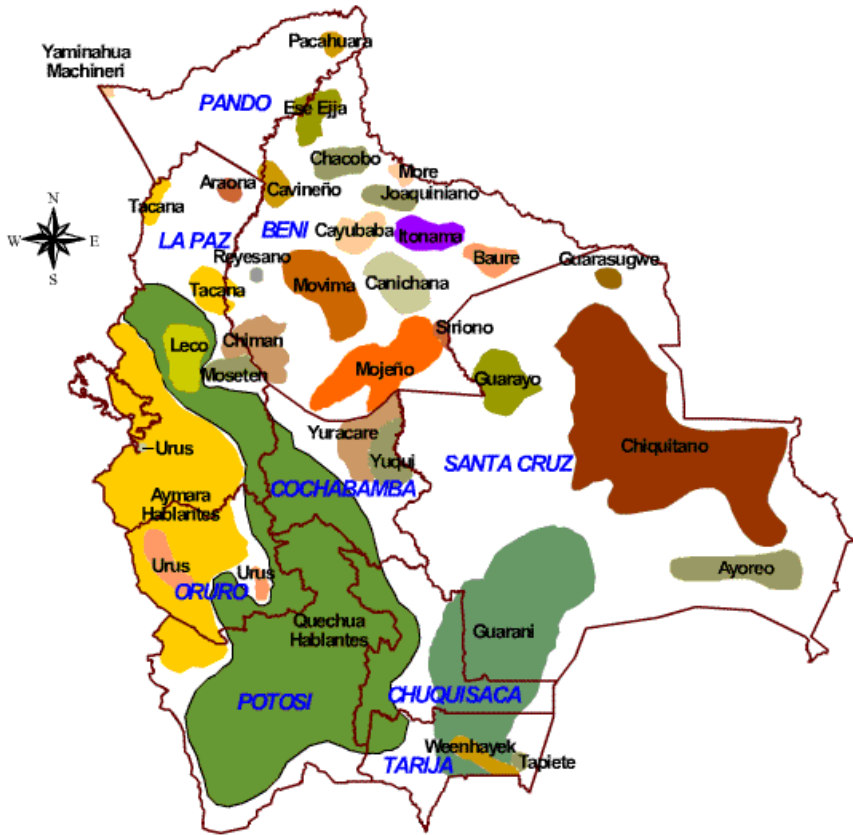 Pacahuara
Yaminahua
Machineri
PANDO
Ese Ejja
Chacobo
More
Araona
Cavineño
Joaquiniano
Tacana
BENI
Cayubaba
Itonama
LA PAZ
Reyesano
Baure
Guarasugwe
N
W
E
S
Tacana
Movima
Canichana
Siriono
Leco
Chiman
Moseten
Mojeño
Guarayo
Yuracare
Urus
Yuqui
SANTA CRUZ
Chiquitano
Aymara
Hablantes
COCHABAMBA
Urus
Urus
ORURO
Ayoreo
Quechua
Hablantes
Guarani
POTOSI
CHUQUISACA
Weenhayek
TARIJA
Tapiete